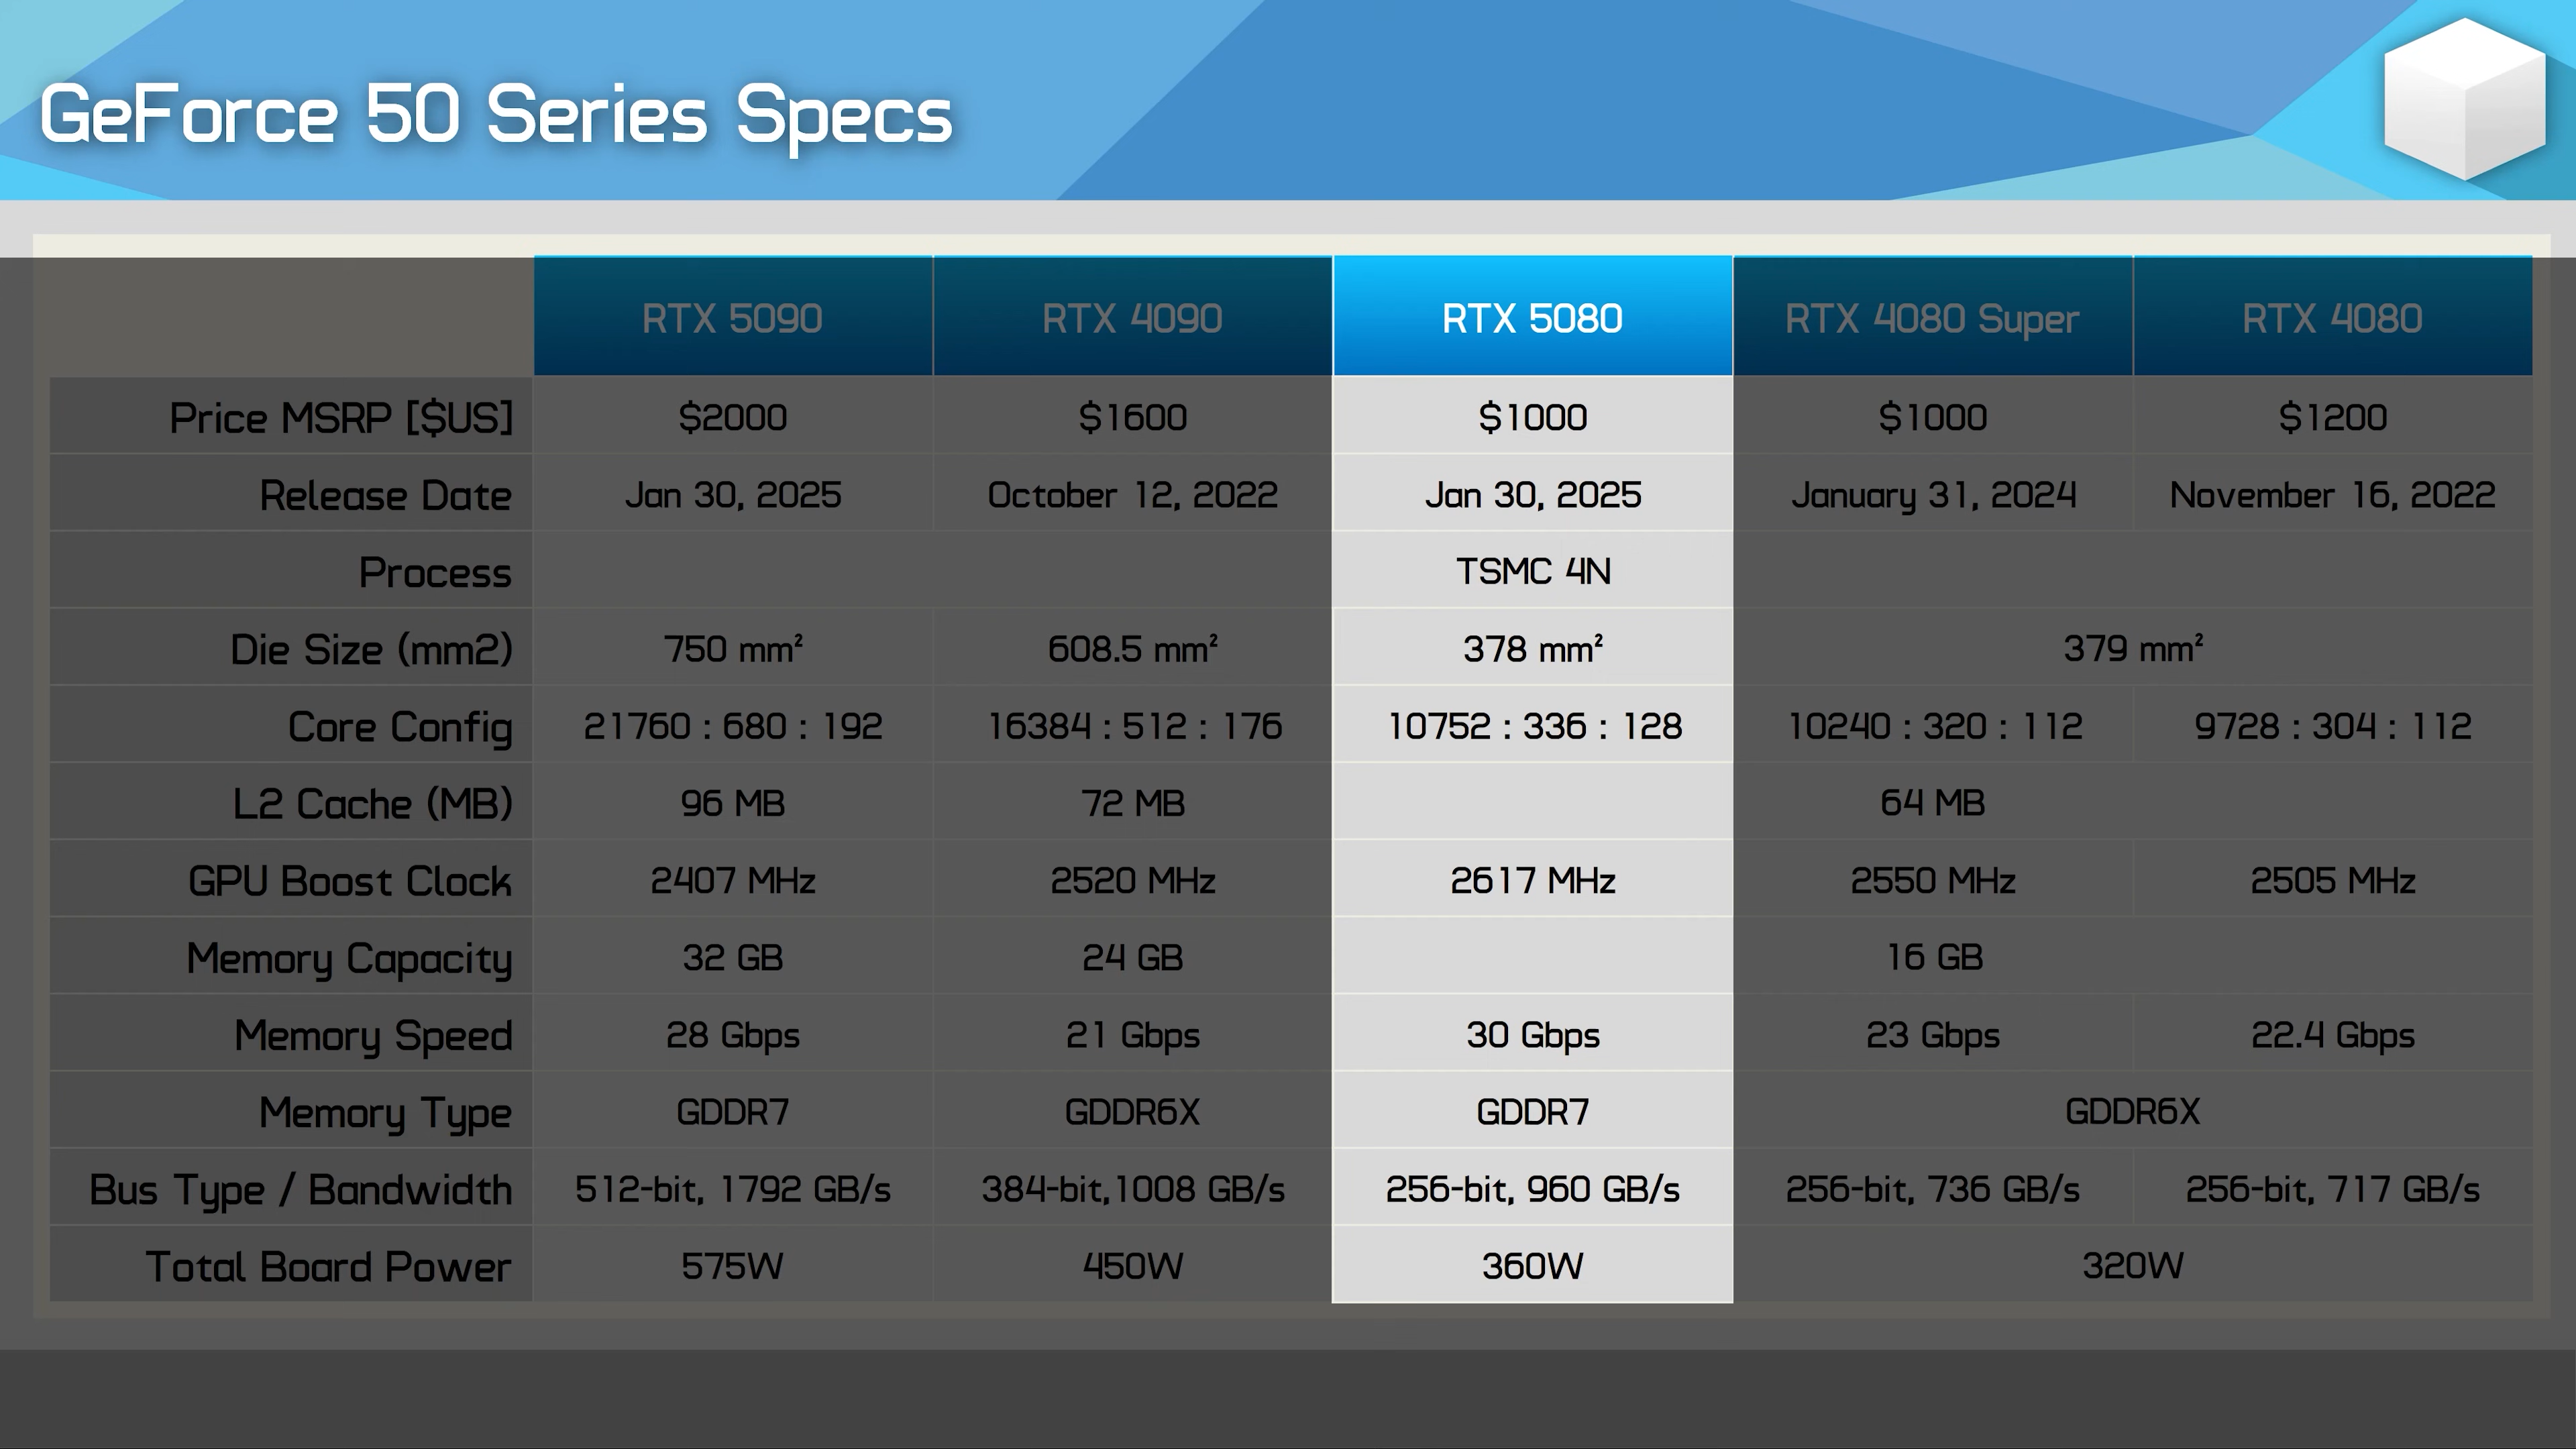 GeForce 50 Series Specs
RTX 5090 RTX 4090 RTX 5080 RTX 4080 Super RTX 4080
Price MSRP [$US] $2000 $1600 $1000 $1000 $1200
Release Date Jan 30, 2025 October 12, 2022 Jan 30, 2025 January 31, 2024 November 16, 2022
Process TSMC 4N
Die Size (mm2) 750 mm² 608.5 mm² 378 mm² 379 mm²
Core Config 21760 : 680 : 192 16384 : 512 : 176 10752 : 336 : 128 10240 : 320 : 112 9728 : 304 : 112
L2 Cache (MB) 96 MB 72 MB 64 MB
GPU Boost Clock 2407 MHz 2520 MHz 2617 MHz 2550 MHz 2505 MHz
Memory Capacity 32 GB 24 GB 16 GB
Memory Speed 28 Gbps 21 Gbps 30 Gbps 23 Gbps 22.4 Gbps
Memory Type GDDR7 GDDR6X GDDR7 GDDR6X
Bus Type / Bandwidth 512-bit, 1792 GB/s 384-bit,1008 GB/s 256-bit, 960 GB/s 256-bit, 736 GB/s 256-bit, 717 GB/s
Total Board Power 575W 450W 360W 320W